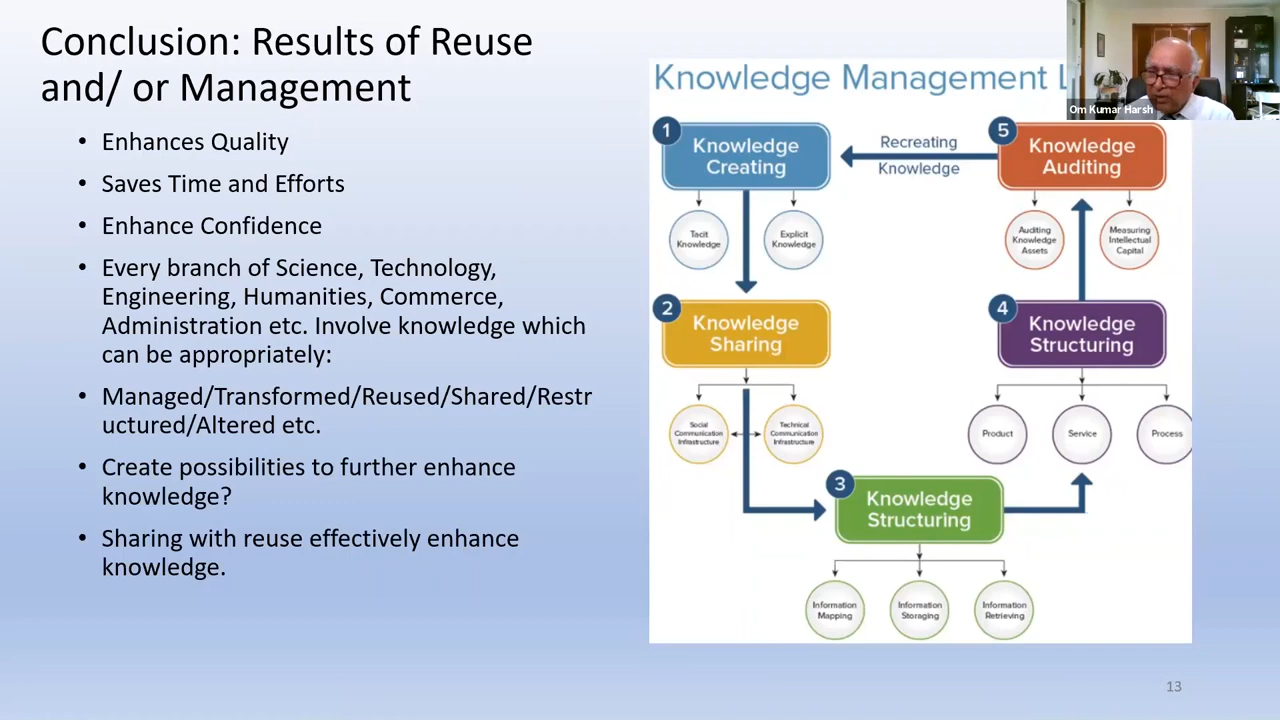 Conclusion: Results of Reuse
and/ or Management
• Enhances Quality
• Saves Time and Efforts
• Enhance Confidence
• Every branch of Science, Technology,
Engineering, Humanities, Commerce,
Administration etc. Involve knowledge which
can be appropriately:
• Managed/Transformed/Reused/Shared/Restr
uctured/Altered etc.
• Create possibilities to further enhance
knowledge?
• Sharing with reuse effectively enhance
knowledge.
Knowledge Management L
Om Kumar Harsh
1
Knowledge
Creating
Recreating
Knowledge
5
Knowledge
Auditing
Tacit
Knowledge
Explicit
Knowledge
Auditing
Knowledge
Assets
Measuring
Intellectual
Capital
2
Knowledge
Sharing
4
Knowledge
Structuring
Social
Communication
Infrastructure
Technical
Communication
Infrastructure
Product
Service
Process
3
Knowledge
Structuring
Information
Mapping
Information
Storaging
Information
Retrieving
13